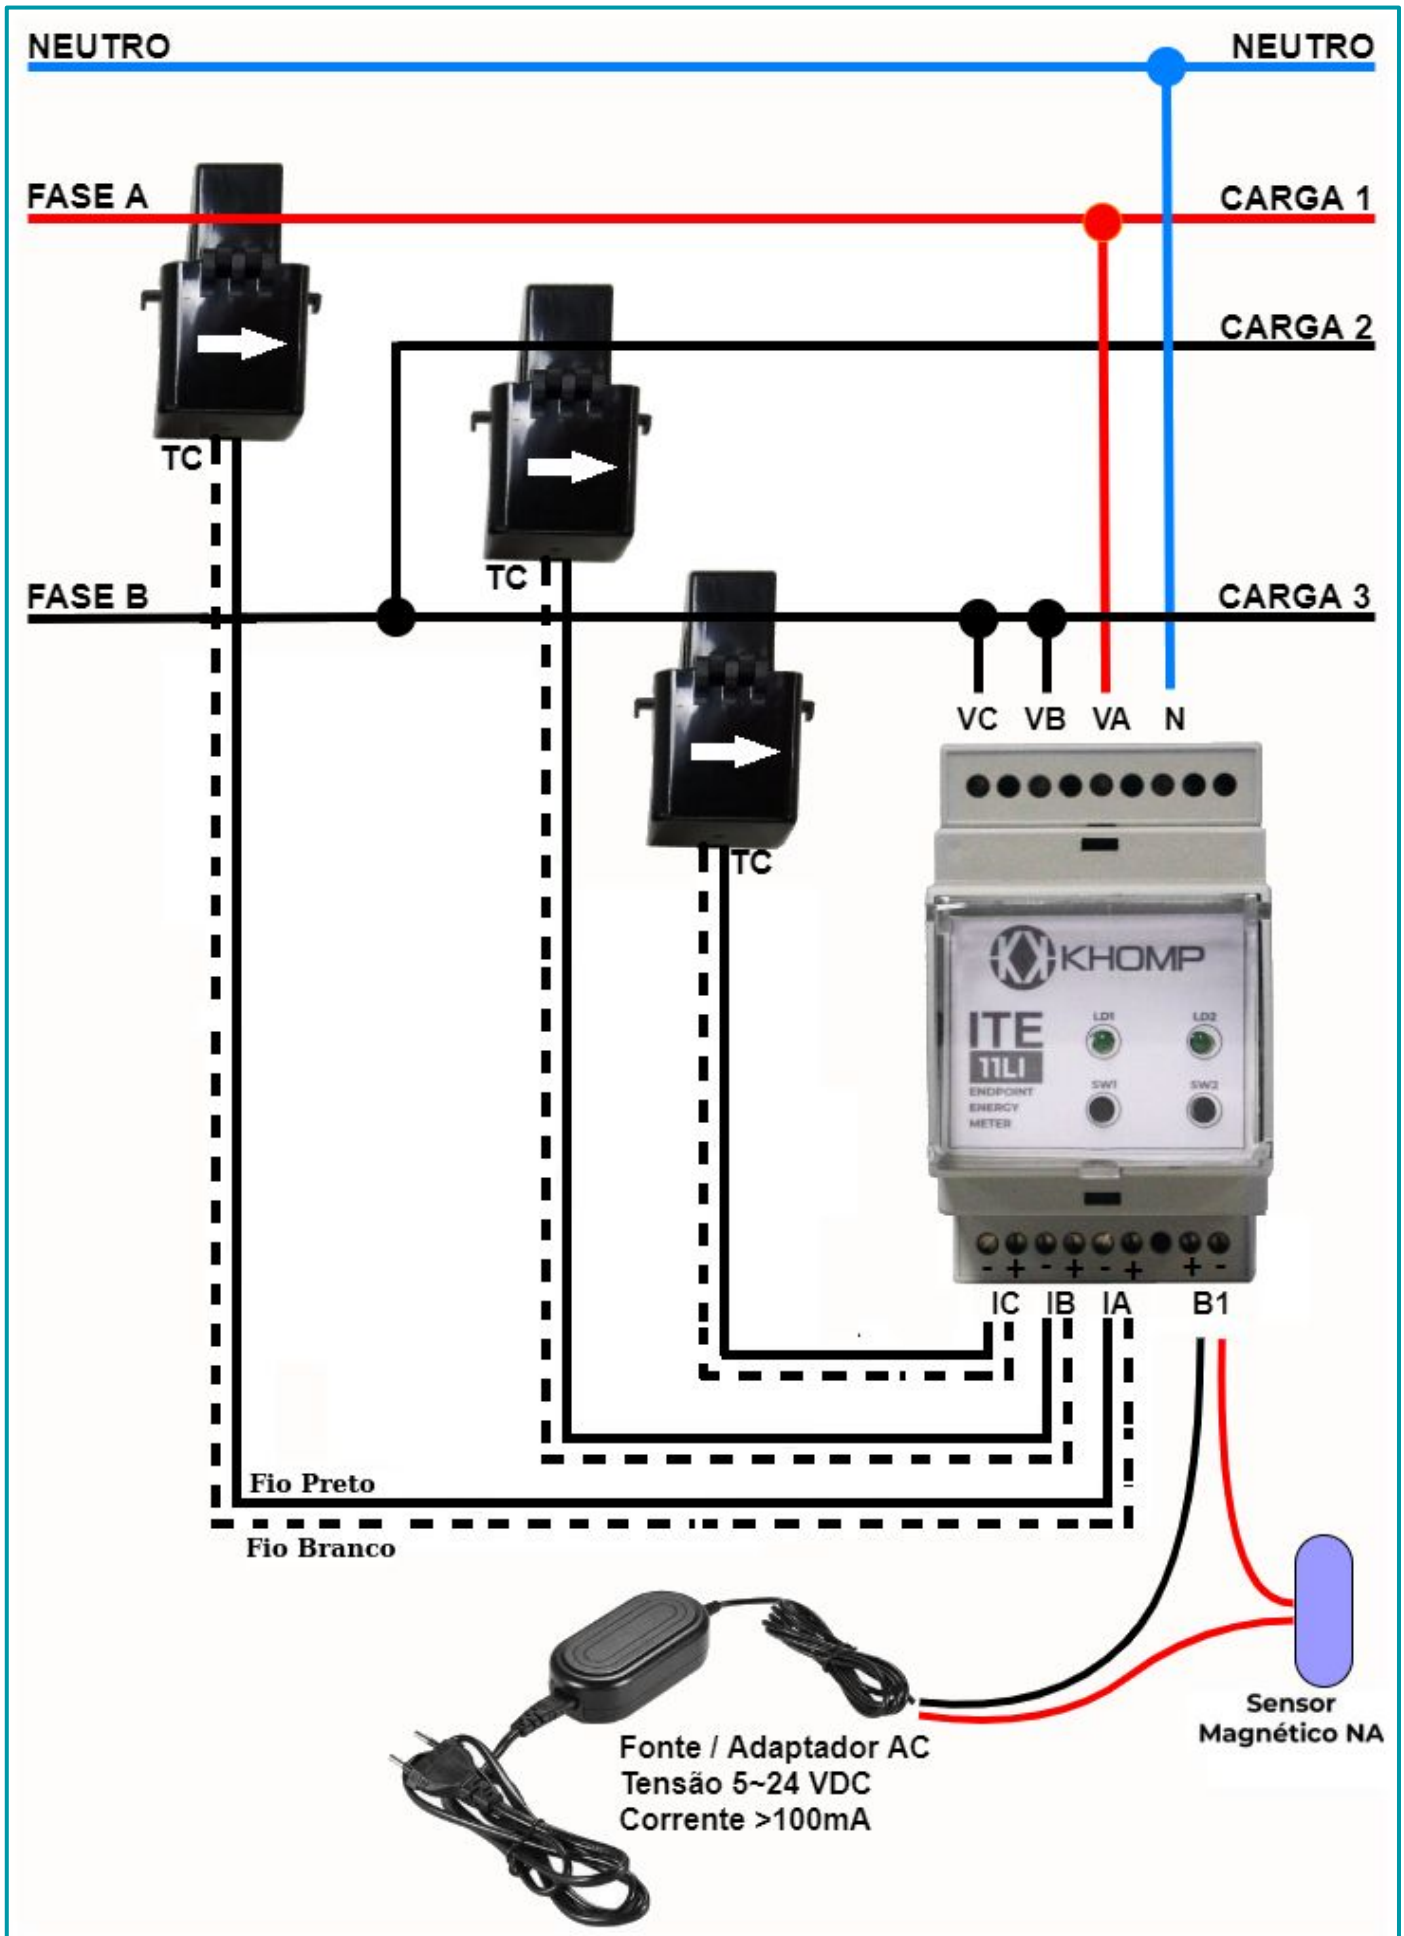 NEUTRO
NEUTRO
FASE A
CARGA 1
CARGA 2
TC
TC
FASE B
CARGA 3
VC VB VA N
TC
KHOMP
ITE
11LI
ENDPOINT
ENERGY
METER
LD1
LD2
SW1
SW2
- + - + - + + -
IC IB IA B1
Fio Preto
Fio Branco
Sensor
Magnético NA
Fonte / Adaptador AC
Tensão 5~24 VDC
Corrente >100mA